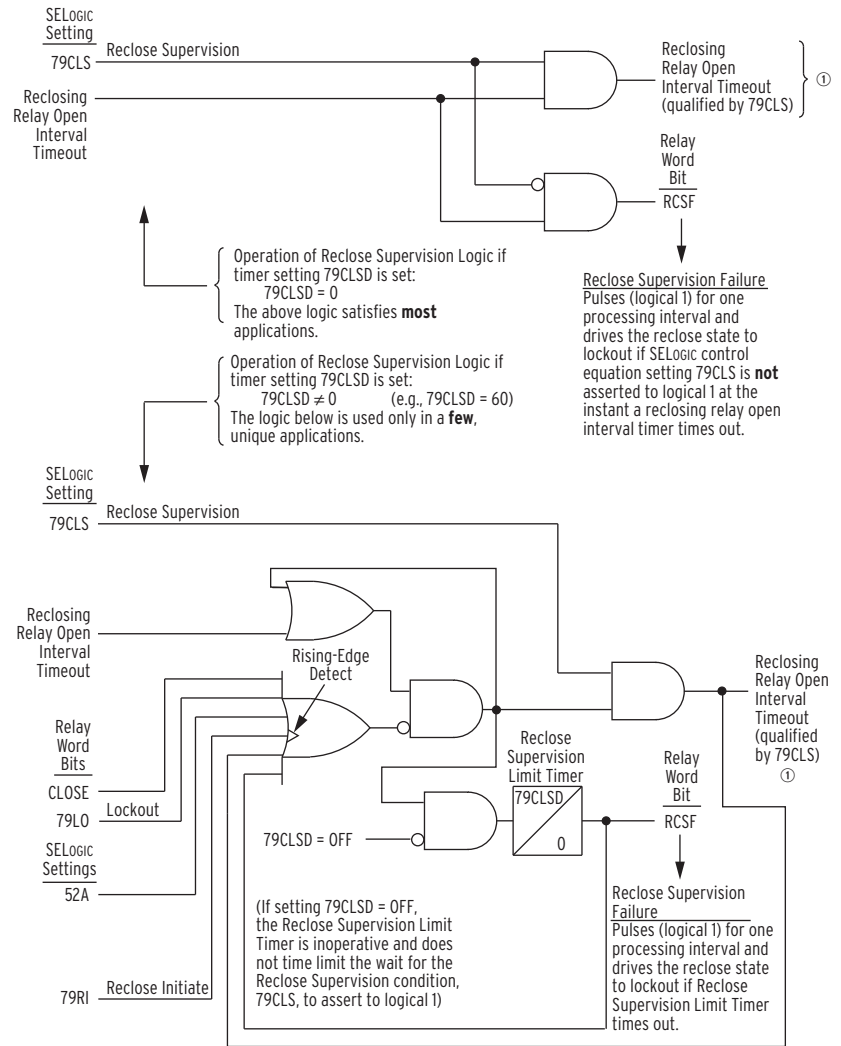 SELOGIC
Setting
79CLS
Reclose Supervision
Reclosing
Relay Open
Interval
Timeout
Reclosing
Relay Open
Interval Timeout
(qualified by 79CLS)
①
Relay
Word
Bit
RCSF
Operation of Reclose Supervision Logic if
timer setting 79CLSD is set:
79CLSD = 0
The above logic satisfies most
applications.
Reclose Supervision Failure
Pulses (logical 1) for one
processing interval and
drives the reclose state to
lockout if SELOGIC control
equation setting 79CLS is not
asserted to logical 1 at the
instant a reclosing relay open
interval timer times out.
Operation of Reclose Supervision Logic if
timer setting 79CLSD is set:
79CLSD ≠ 0 (e.g., 79CLSD = 60)
The logic below is used only in a few,
unique applications.
SELOGIC
Setting
79CLS
Reclose Supervision
Reclosing
Relay Open
Interval
Timeout
Rising-Edge
Detect
Relay
Word
Bits
CLOSE
79LO
Lockout
SELOGIC
Settings
52A
79RI
Reclose Initiate
79CLSD = OFF
Reclose
Supervision
Limit Timer
79CLSD
0
(If setting 79CLSD = OFF,
the Reclose Supervision Limit
Timer is inoperative and does
not time limit the wait for the
Reclose Supervision condition,
79CLS, to assert to logical 1)
Reclosing
Relay Open
Interval
Timeout
(qualified
by 79CLS)
①
Relay
Word
Bit
RCSF
Reclose Supervision
Failure
Pulses (logical 1) for one
processing interval and
drives the reclose state
to lockout if Reclose
Supervision Limit Timer
times out.